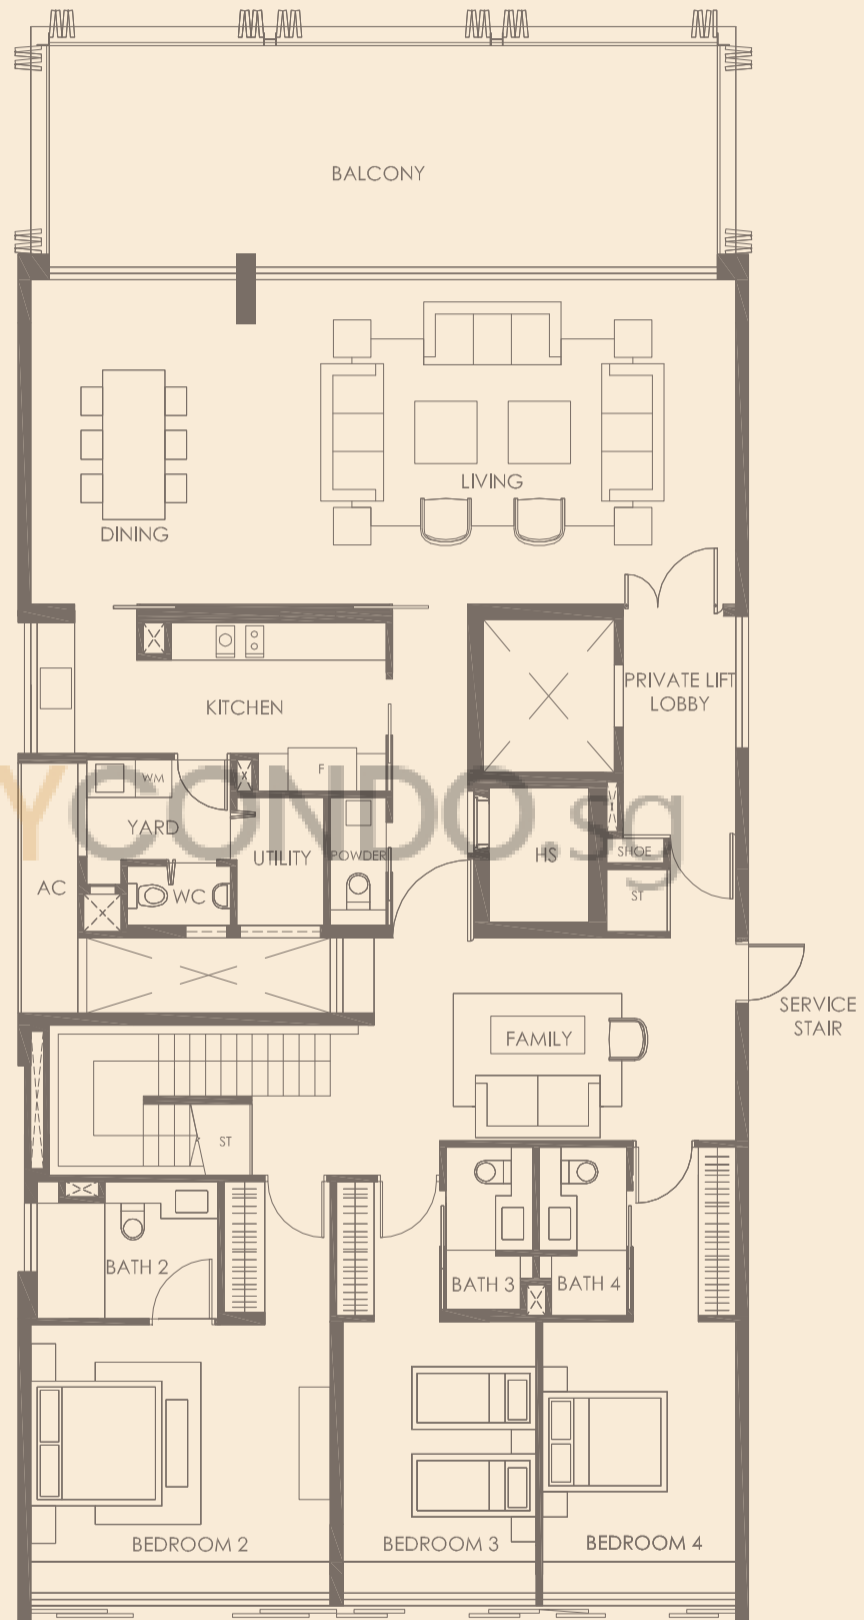 BALCONY
LIVING
DINING
PRIVATE LIFT
LOBBY
KITCHEN
F
WM
YCONDO.sg
YARD
UTILITY
POWDER
HS
SHOE
AC
WC
ST
SERVICE
STAIR
FAMILY
ST
BATH 2
BATH 3
BATH 4
BEDROOM 2
BEDROOM 3
BEDROOM 4